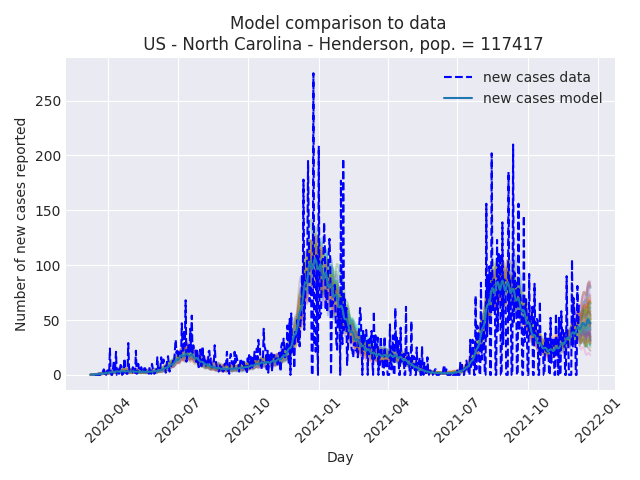 Model comparison to data
US - North Carolina - Henderson, pop. = 117417
new cases data
new cases model
Number of new cases reported
250
200
150
100
50
0
2020-04
2020-07
2020-10
2021-01
2021-04
2021-07
2021-10
2022-01
Day